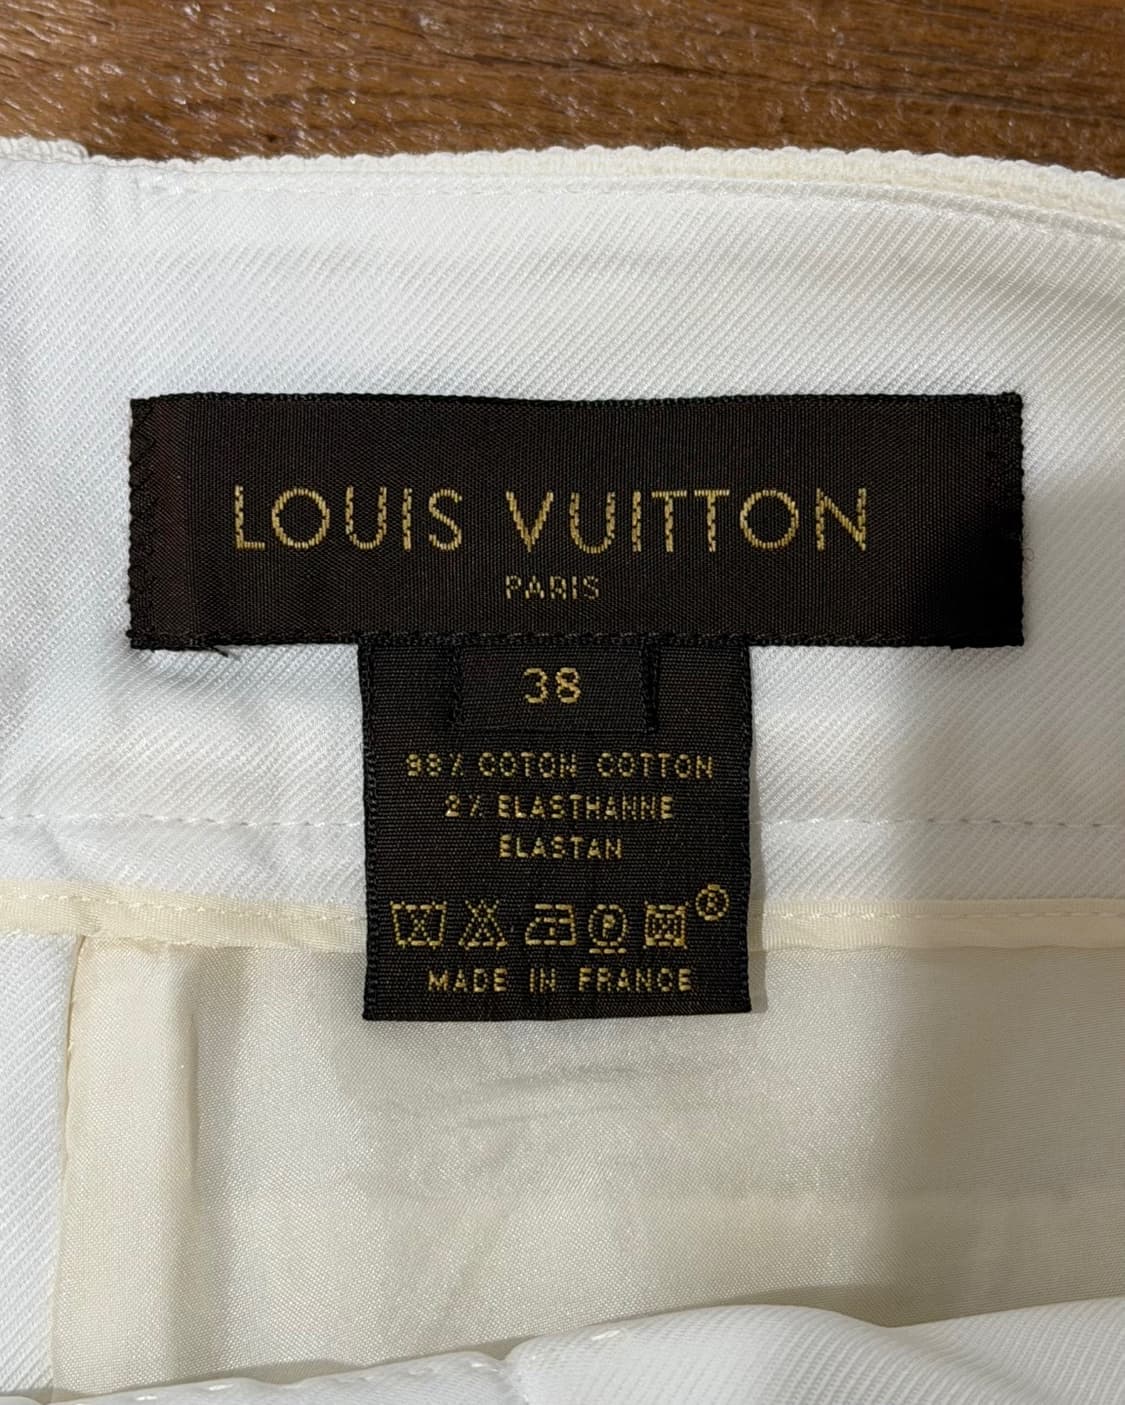 LOUIS VUITTON
PARIS
38
98% COTON COTTON
2% ELASTHANNE
ELASTAN
P ®
MADE IN FRANCE